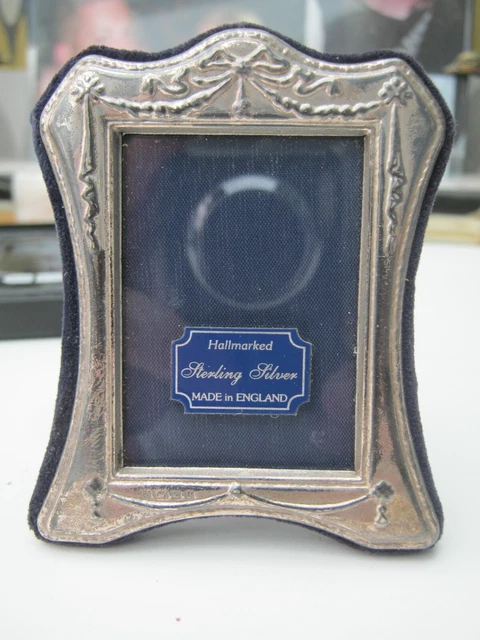 Hallmarked
Sterling Silver
MADE in ENGLAND